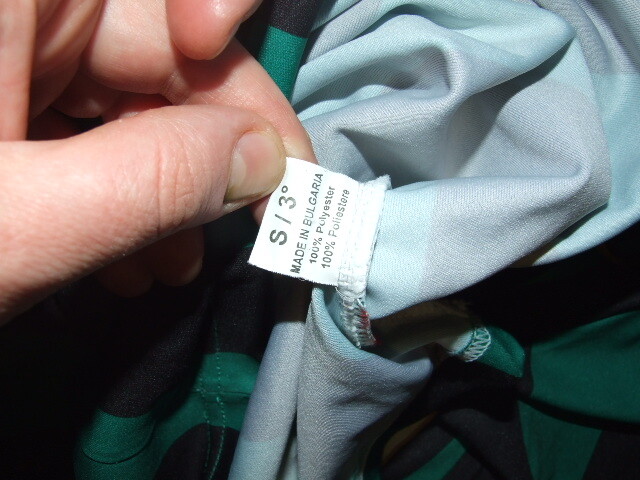 S / 3°
MADE IN BULGARIA
100% Polyester
100% Poliestere